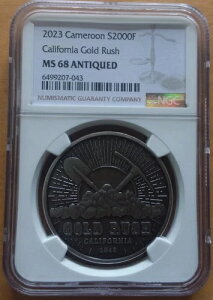 2023 Cameroon S2000F
California Gold Rush
MS 68 ANTIQUED
6499207-043
NUMISMATIC GUARANTY COMPANY
NGC
GOLD RUSH
CALIFORNIA